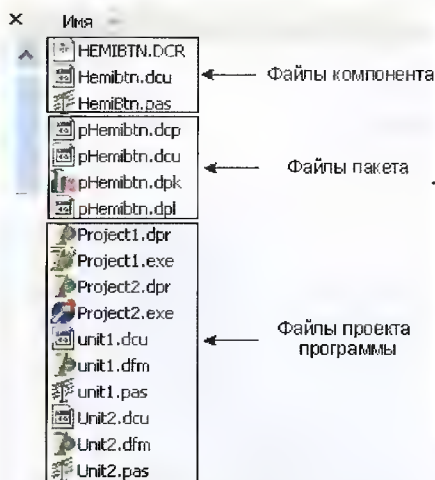 Имя
HEMIBTN.DCR
Hemibtn.dcu
HemiBtn.pas
Файлы компонента
pHemibtn.dcp
pHemibtn.dcu
pHemibtn.dpk
pHemibtn.dpl
Файлы пакета
Project1.dpr
Project1.exe
Project2.dpr
Project2.exe
unit1.dcu
unit1.dfm
unit1.pas
Unit2.dcu
Unit2.dfm
Unit2.pas
Файлы проекта
программы